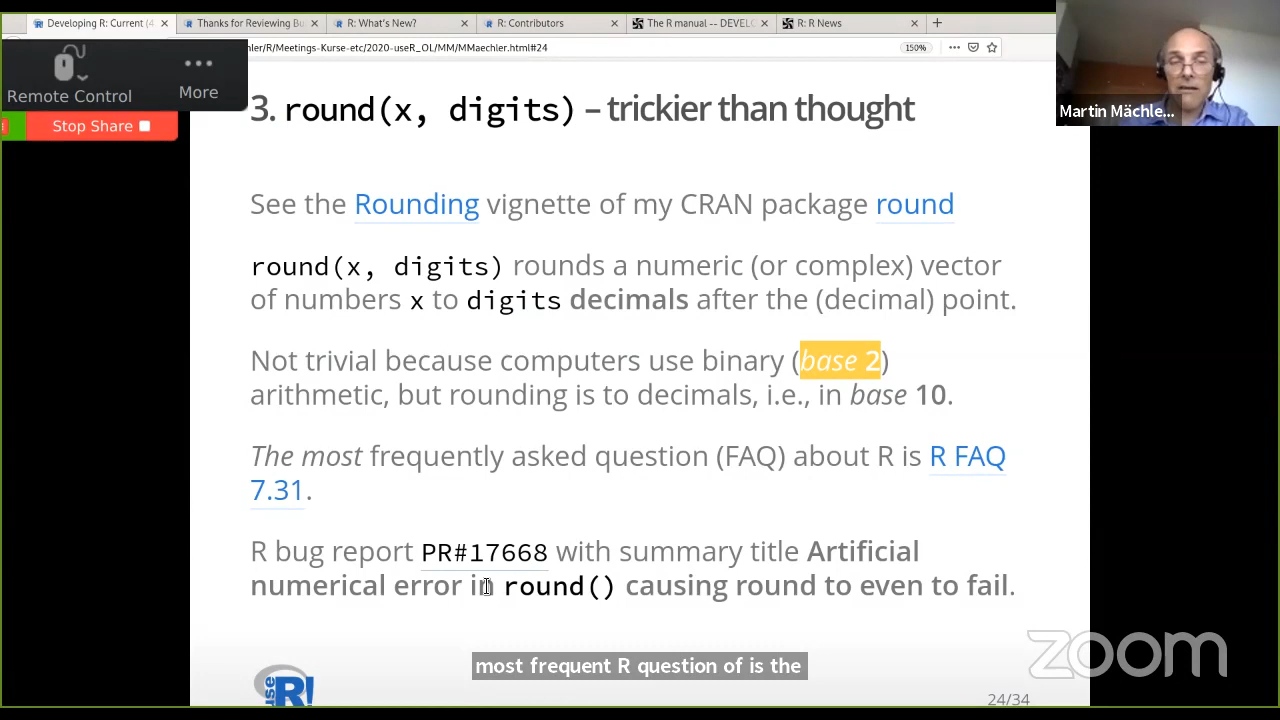 Developing R: Current (4
Thanks for Reviewing Bu
R: What's New?
R: Contributors
The R manual -- DEVEL
R: R News
hler/R/Meetings-Kurse-etc/2020-useR_OL/MM/MMaechler.html#24
150%
Remote Control
More
Stop Share
Martin Mächle...
3. round(x, digits) – trickier than thought
See the Rounding vignette of my CRAN package round
round(x, digits) rounds a numeric (or complex) vector
of numbers x to digits decimals after the (decimal) point.
Not trivial because computers use binary (base 2)
arithmetic, but rounding is to decimals, i.e., in base 10.
The most frequently asked question (FAQ) about R is R FAQ
7.31.
R bug report PR#17668 with summary title Artificial
numerical error in round() causing round to even to fail.
most frequent R question of is the
zoom
useR!
24/34